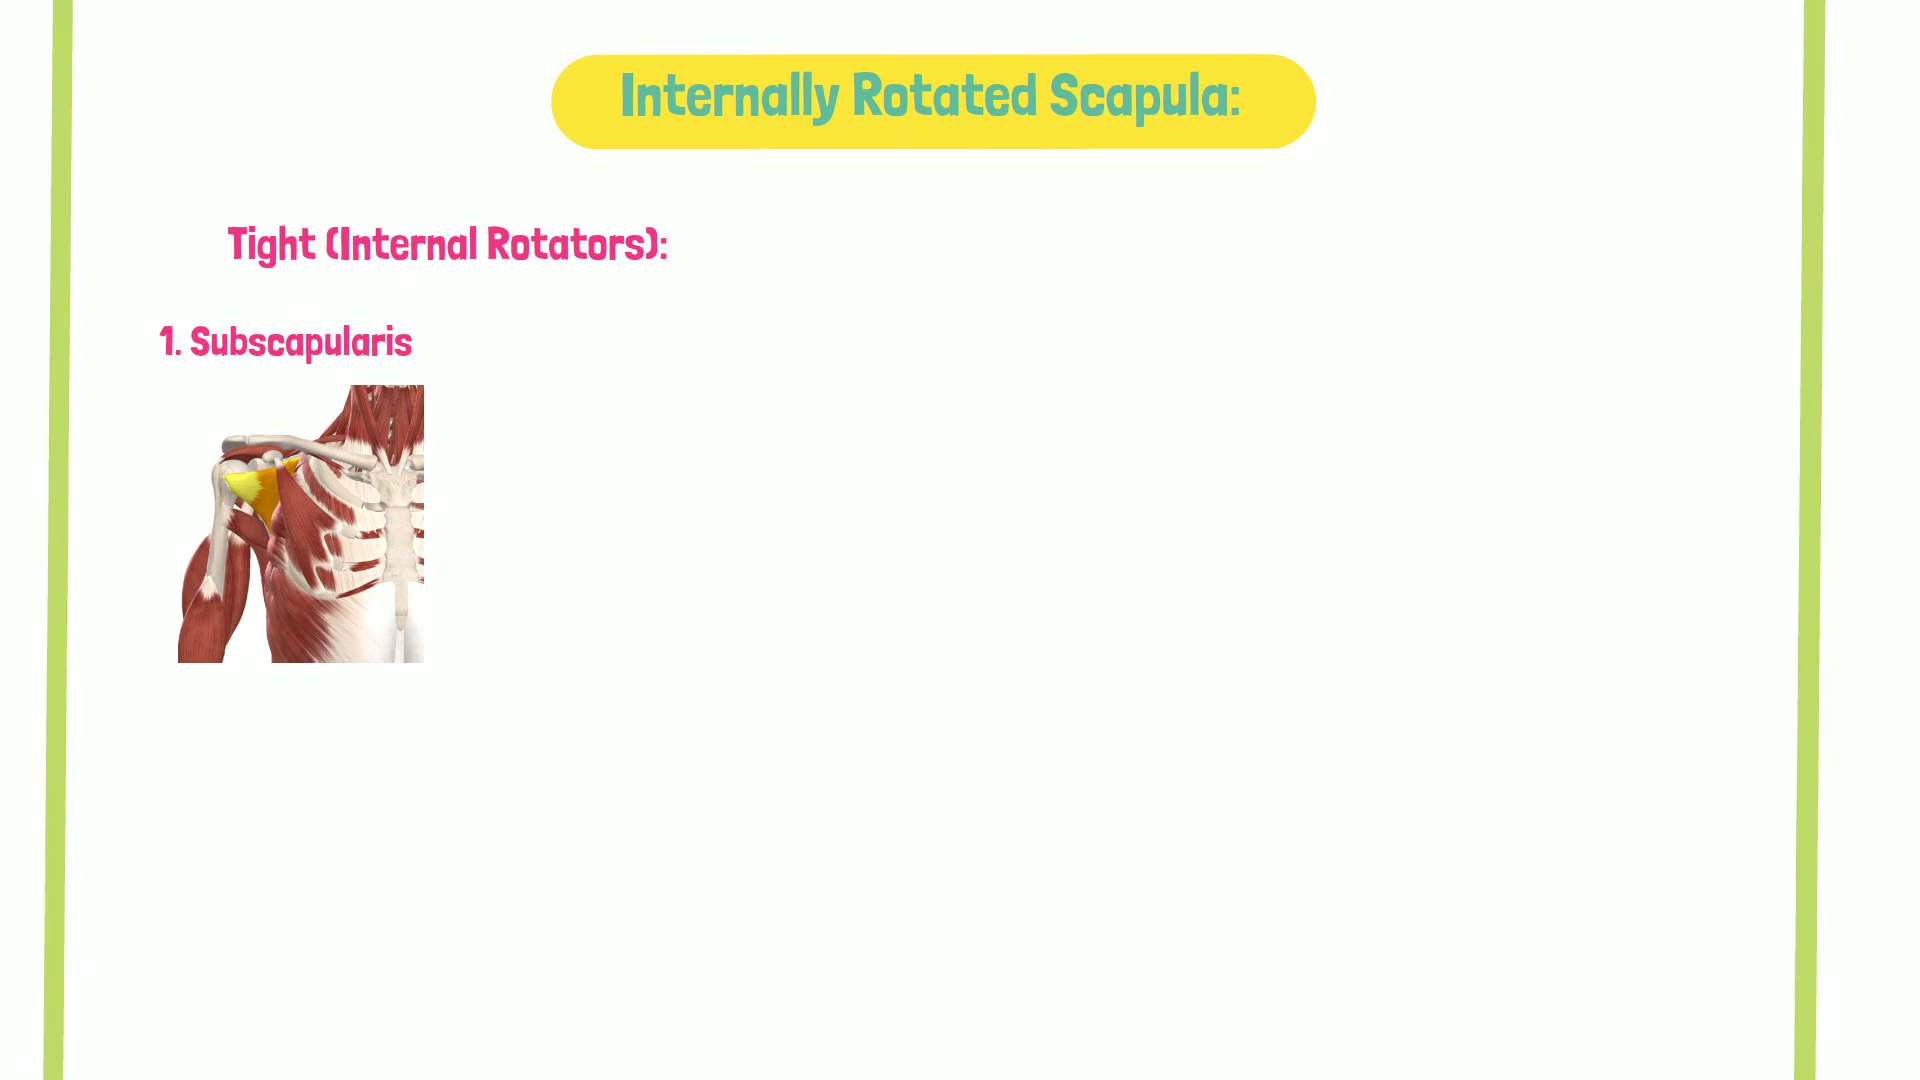 Internally Rotated Scapula:
Tight (Internal Rotators):
1. Subscapularis